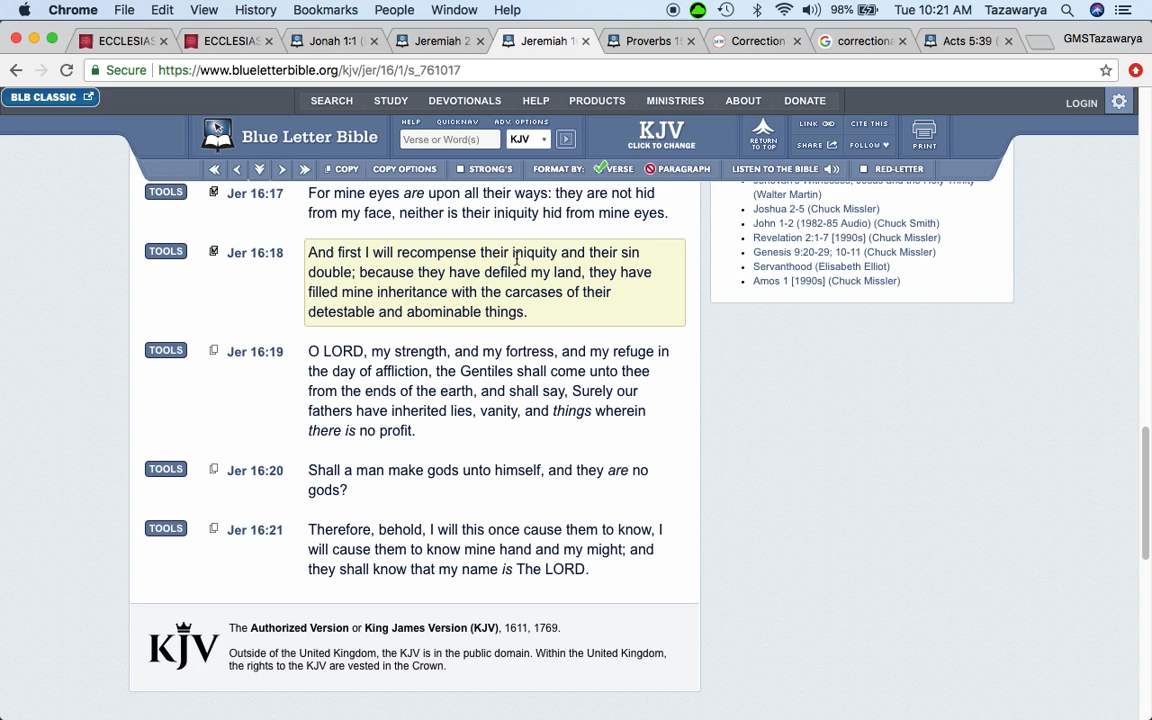 Chrome File Edit View History Bookmarks People Window Help 98% Tue 10:21 AM Tazawarya
ECCLESIAS ECCLESIAS Jonah 1:1 ( Jeremiah 2 Jeremiah 1 Proverbs 1 Correction correctiona Acts 5:39 ( GMSTazawarya
Secure https://www.blueletterbible.org/kjv/jer/16/1/s_761017
BLB CLASSIC SEARCH STUDY DEVOTIONALS HELP PRODUCTS MINISTRIES ABOUT DONATE LOGIN
HELP QUICKNAV ADV. OPTIONS
Blue Letter Bible Verse or Word(s) KJV
KJV
CLICK TO CHANGE
RETURN
TO TOP
LINK CITE THIS
SHARE FOLLOW
PRINT
COPY COPY OPTIONS STRONG'S FORMAT BY: VERSE PARAGRAPH LISTEN TO THE BIBLE RED-LETTER
TOOLS Jer 16:17 For mine eyes are upon all their ways: they are not hid
from my face, neither is their iniquity hid from mine eyes.
TOOLS Jer 16:18 And first I will recompense their iniquity and their sin
double; because they have defiled my land, they have
filled mine inheritance with the carcases of their
detestable and abominable things.
TOOLS Jer 16:19 O LORD, my strength, and my fortress, and my refuge in
the day of affliction, the Gentiles shall come unto thee
from the ends of the earth, and shall say, Surely our
fathers have inherited lies, vanity, and things wherein
there is no profit.
TOOLS Jer 16:20 Shall a man make gods unto himself, and they are no
gods?
TOOLS Jer 16:21 Therefore, behold, I will this once cause them to know, I
will cause them to know mine hand and my might; and
they shall know that my name is The LORD.
KJV
The Authorized Version or King James Version (KJV), 1611, 1769.
Outside of the United Kingdom, the KJV is in the public domain. Within the United Kingdom,
the rights to the KJV are vested in the Crown.
(Walter Martin)
Joshua 2-5 (Chuck Missler)
John 1-2 (1982-85 Audio) (Chuck Smith)
Revelation 2:1-7 [1990s] (Chuck Missler)
Genesis 9:20-29; 10-11 (Chuck Missler)
Servanthood (Elisabeth Elliot)
Amos 1 [1990s] (Chuck Missler)